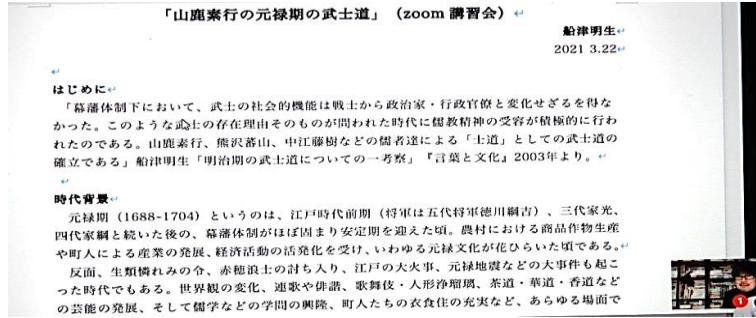 「山鹿素行の元禄期の武士道」（zoom 講習会）
船津明生
2021 3.22
はじめに
「幕藩体制下において、武士の社会的機能は戦士から政治家・行政官僚と変化せざるを得な
かった。このような武士の存在理由そのものが問われた時代に儒教精神の受容が積極的に行わ
れたのである。山鹿素行、熊沢蕃山、中江藤樹などの儒者達による「士道」としての武士道の
確立である」船津明生「明治期の武士道についての一考察」『言葉と文化』2003年より。
時代背景
元禄期（1688-1704）というのは、江戸時代前期（将軍は五代将軍徳川綱吉）、三代家光、
四代家綱と続いた後の、幕藩体制がほぼ固まり安定期を迎えた頃。農村における商品作物生産
や町人による産業の発展、経済活動の活発化を受け、いわゆる元禄文化が花ひらいた頃である。
反面、生類憐れみの令、赤穂浪士の討ち入り、江戸の大火事、元禄地震などの大事件も起こ
った時代でもある。世界観の変化、連歌や俳諧、歌舞伎・人形浄瑠璃、茶道・華道・香道など
の芸能の発展、そして儒学などの学問の興隆、町人たちの衣食住の充実など、あらゆる場面で
1